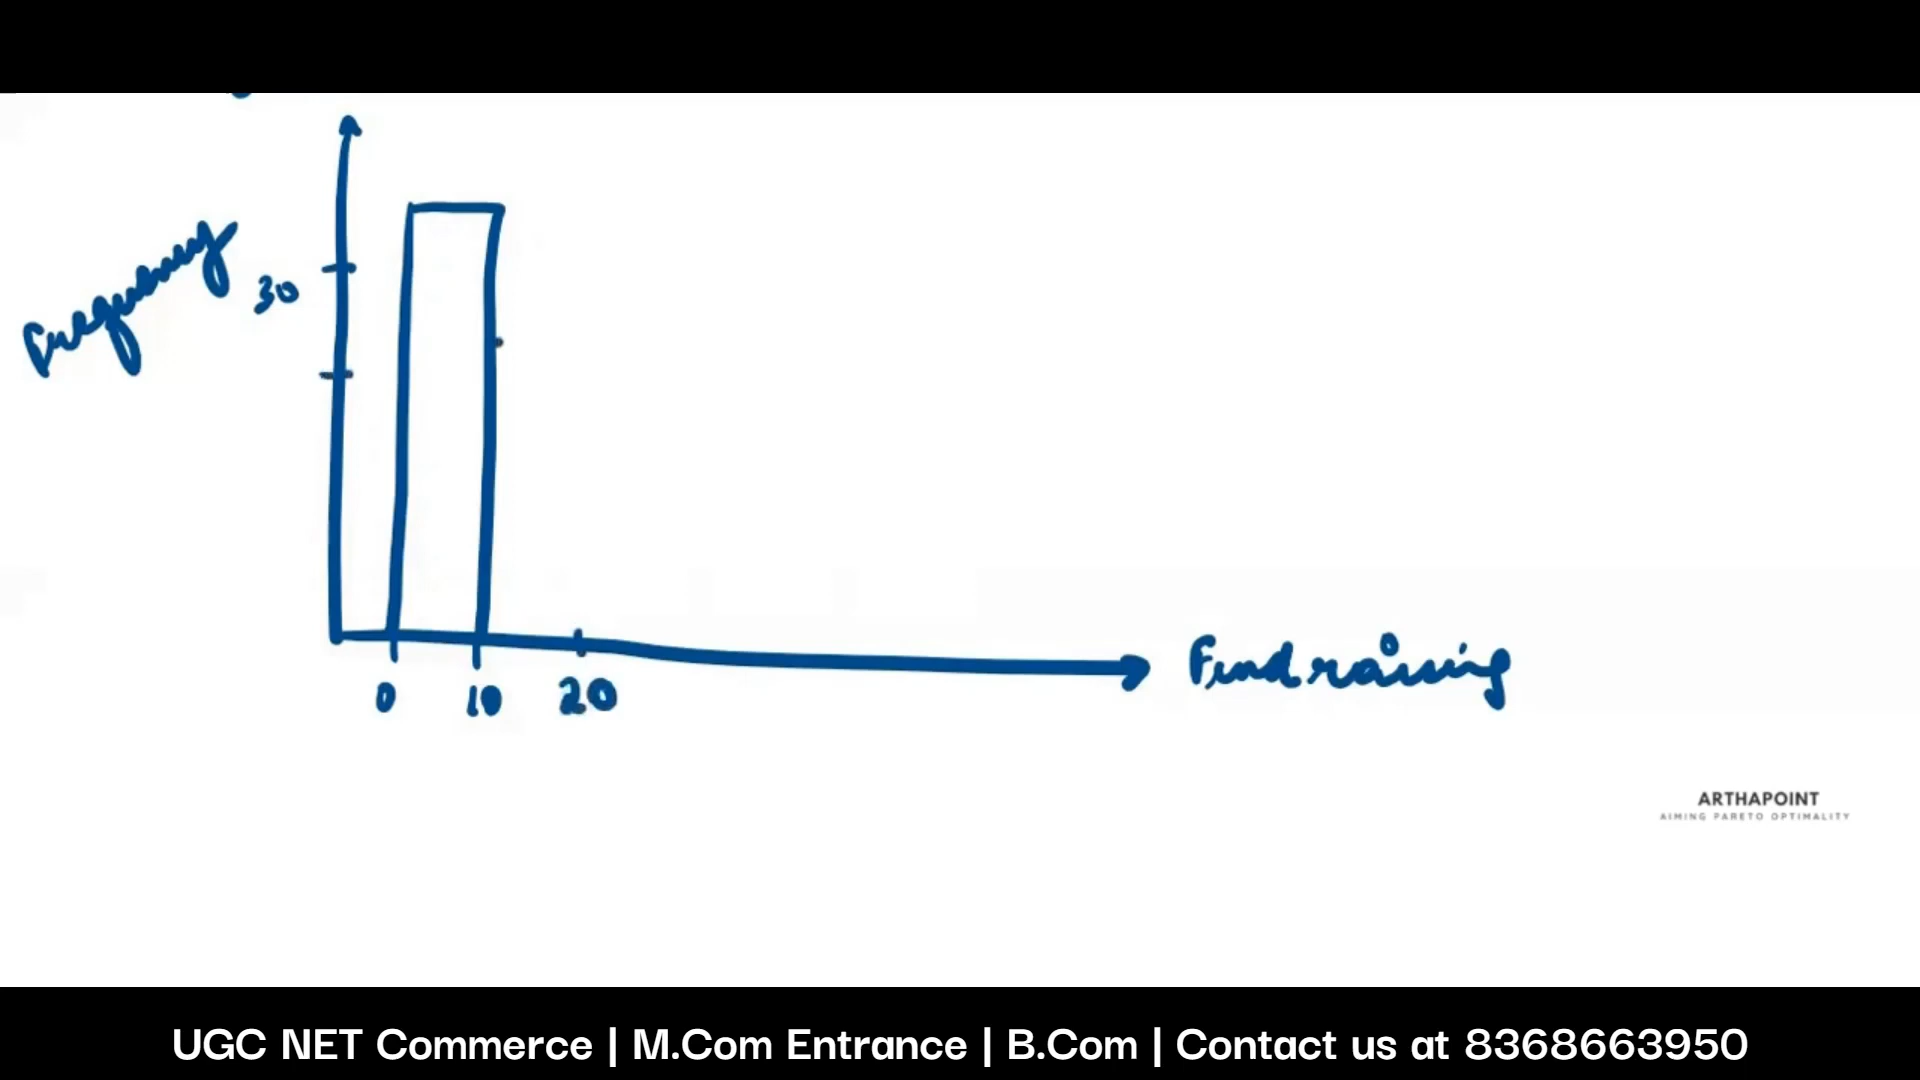 Frequency
30
0 10 20
Fundraising
ARTHAPOINT
AIMING PARETO OPTIMALITY
UGC NET Commerce | M.Com Entrance | B.Com | Contact us at 8368663950